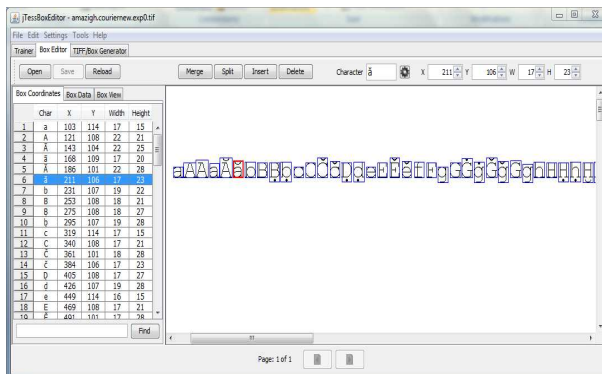 jTessBoxEditor - amazigh.couriernew.exp0.tif
File Edit Settings Tools Help
Trainer Box Editor TIFF/Box Generator
Open Save Reload Merge Split Insert Delete Character ă X 211 Y 106 W 17 H 23
Box Coordinates Box Data Box View
Char X Y Width Height
1 a 103 114 17 15
2 A 121 108 22 21
3 Ă 143 104 22 25
4 ă 168 109 17 20
5 Ă 186 101 22 28
6 ă 211 106 17 23
7 b 231 107 19 22
8 B 253 108 18 21
9 Ḅ 275 108 18 27
10 ḅ 295 107 19 28
11 c 319 114 17 15
12 C 340 108 17 21
13 Č 361 101 18 28
14 č 384 106 17 23
15 Ḍ 405 108 17 27
16 d 426 107 19 28
17 e 449 114 16 15
18 E 469 108 17 21
19 Ě 491 101 17 28
Find
Page: 1 of 1